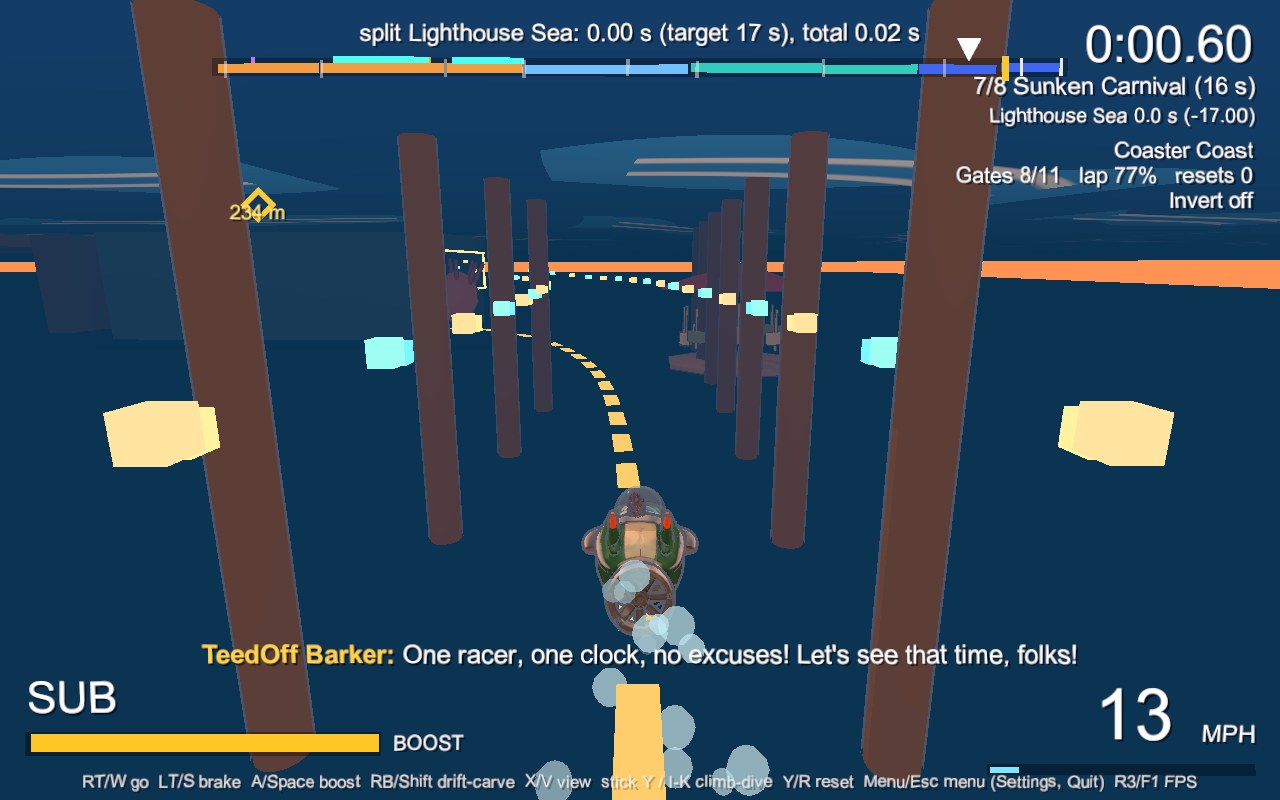 split Lighthouse Sea: 0.00 s (target 17 s), total 0.02 s
0:00.60
7/8 Sunken Carnival (16 s)
Lighthouse Sea 0.0 s (-17.00)
Coaster Coast
Gates 8/11 lap 77% resets 0
Invert off
234 m
TeedOff Barker: One racer, one clock, no excuses! Let's see that time, folks!
SUB
BOOST
13 MPH
RT/W go LT/S brake A/Space boost RB/Shift drift-carve X/V view stick Y / I-K climb-dive Y/R reset Menu/Esc menu (Settings, Quit) R3/F1 FPS